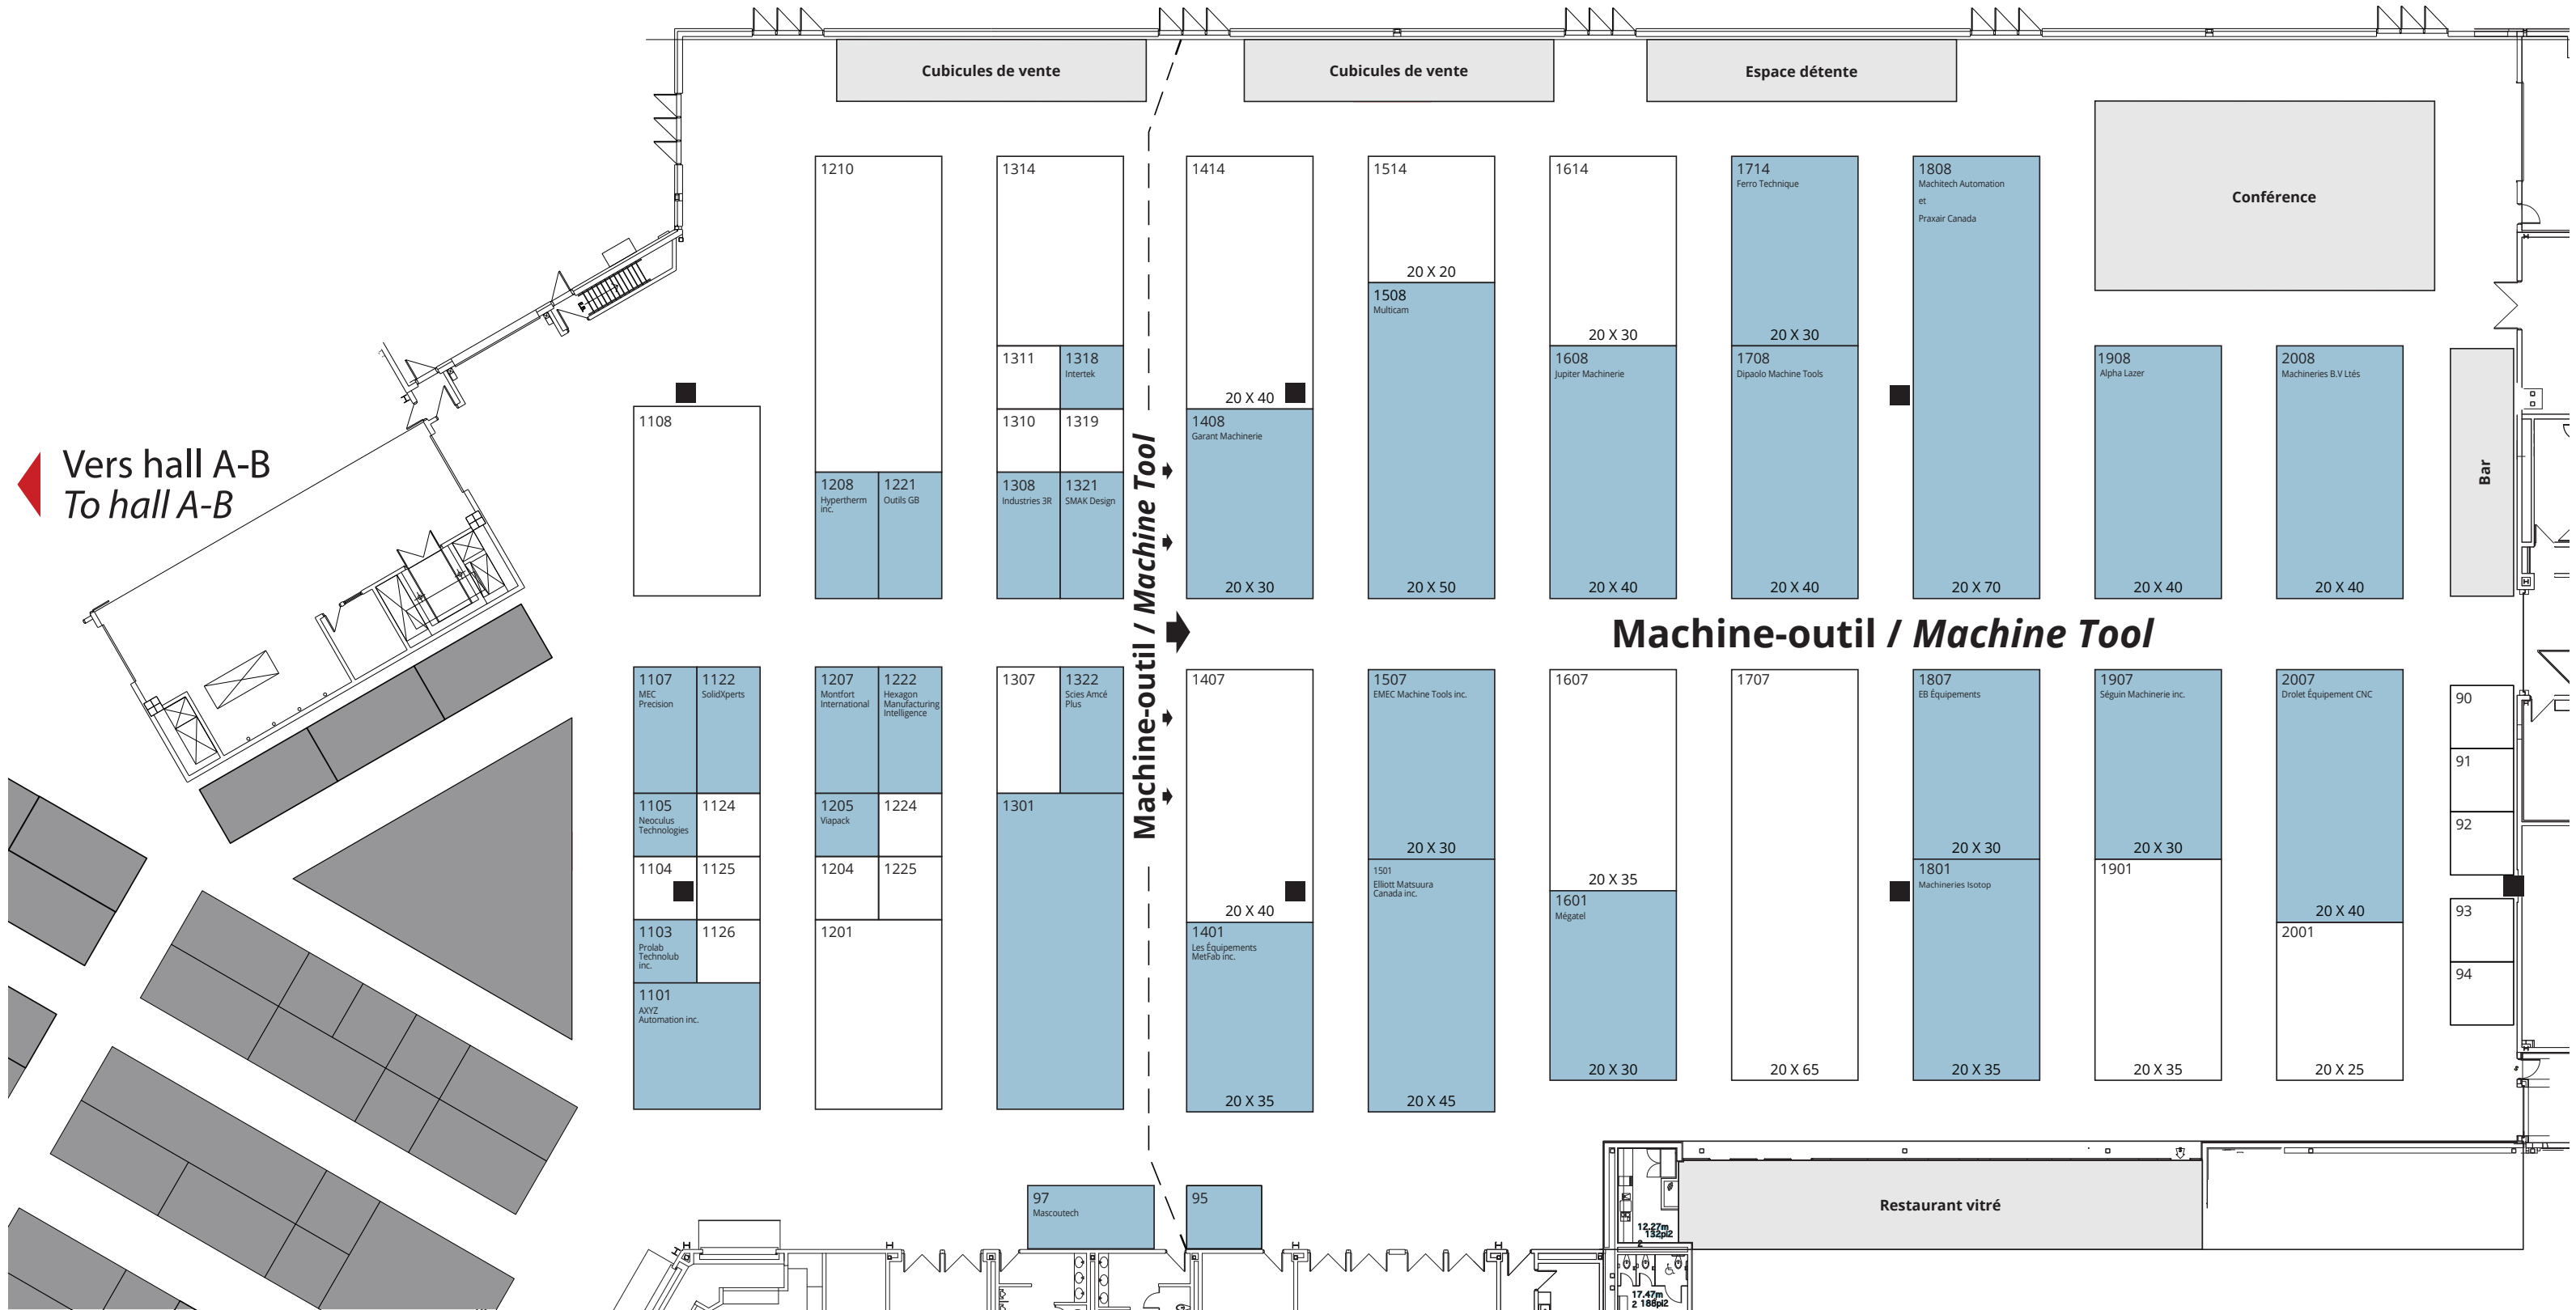 Cubicules de vente
Cubicules de vente
Espace détente
Conférence
1210
1314
1414
20 X 40
1514
20 X 20
1614
20 X 30
1714
Ferro Technique
20 X 30
1808
Machitech Automation
et
Praxair Canada
20 X 70
1311
1318
Intertek
1310
1319
1108
1208
Hypertherm
inc.
1221
Outils GB
1308
Industries 3R
1321
SMAK Design
1408
Garant Machinerie
20 X 30
1508
Multicam
20 X 50
1608
Jupiter Machinerie
20 X 40
1708
Dipaolo Machine Tools
20 X 40
1908
Alpha Lazer
20 X 40
2008
Machineries B.V Ltés
20 X 40
Bar
Vers hall A-B
To hall A-B
Machine-outil / Machine Tool
Machine-outil / Machine Tool
1107
MEC
Precision
1122
SolidXperts
1105
Neoculus
Technologies
1124
1104
1125
1103
Prolab
Technolub
inc.
1126
1101
AXYZ
Automation inc.
1207
Montfort
International
1222
Hexagon
Manufacturing
Intelligence
1205
Viapack
1224
1204
1225
1201
1307
1322
Scies Amcé
Plus
1301
1407
20 X 40
1401
Les Équipements
MetFab inc.
20 X 35
1507
EMEC Machine Tools inc.
20 X 30
1501
Elliott Matsuura
Canada inc.
20 X 45
1607
20 X 35
1601
Mégatel
20 X 30
1707
20 X 65
1807
EB Équipements
20 X 30
1801
Machineries Isotop
20 X 35
1907
Séguin Machinerie inc.
20 X 30
1901
20 X 35
2007
Drolet Équipement CNC
20 X 40
2001
20 X 25
90
91
92
93
94
97
Mascoutech
95
Restaurant vitré
12.27m
132pi2
2
17.47m
2 188pi2